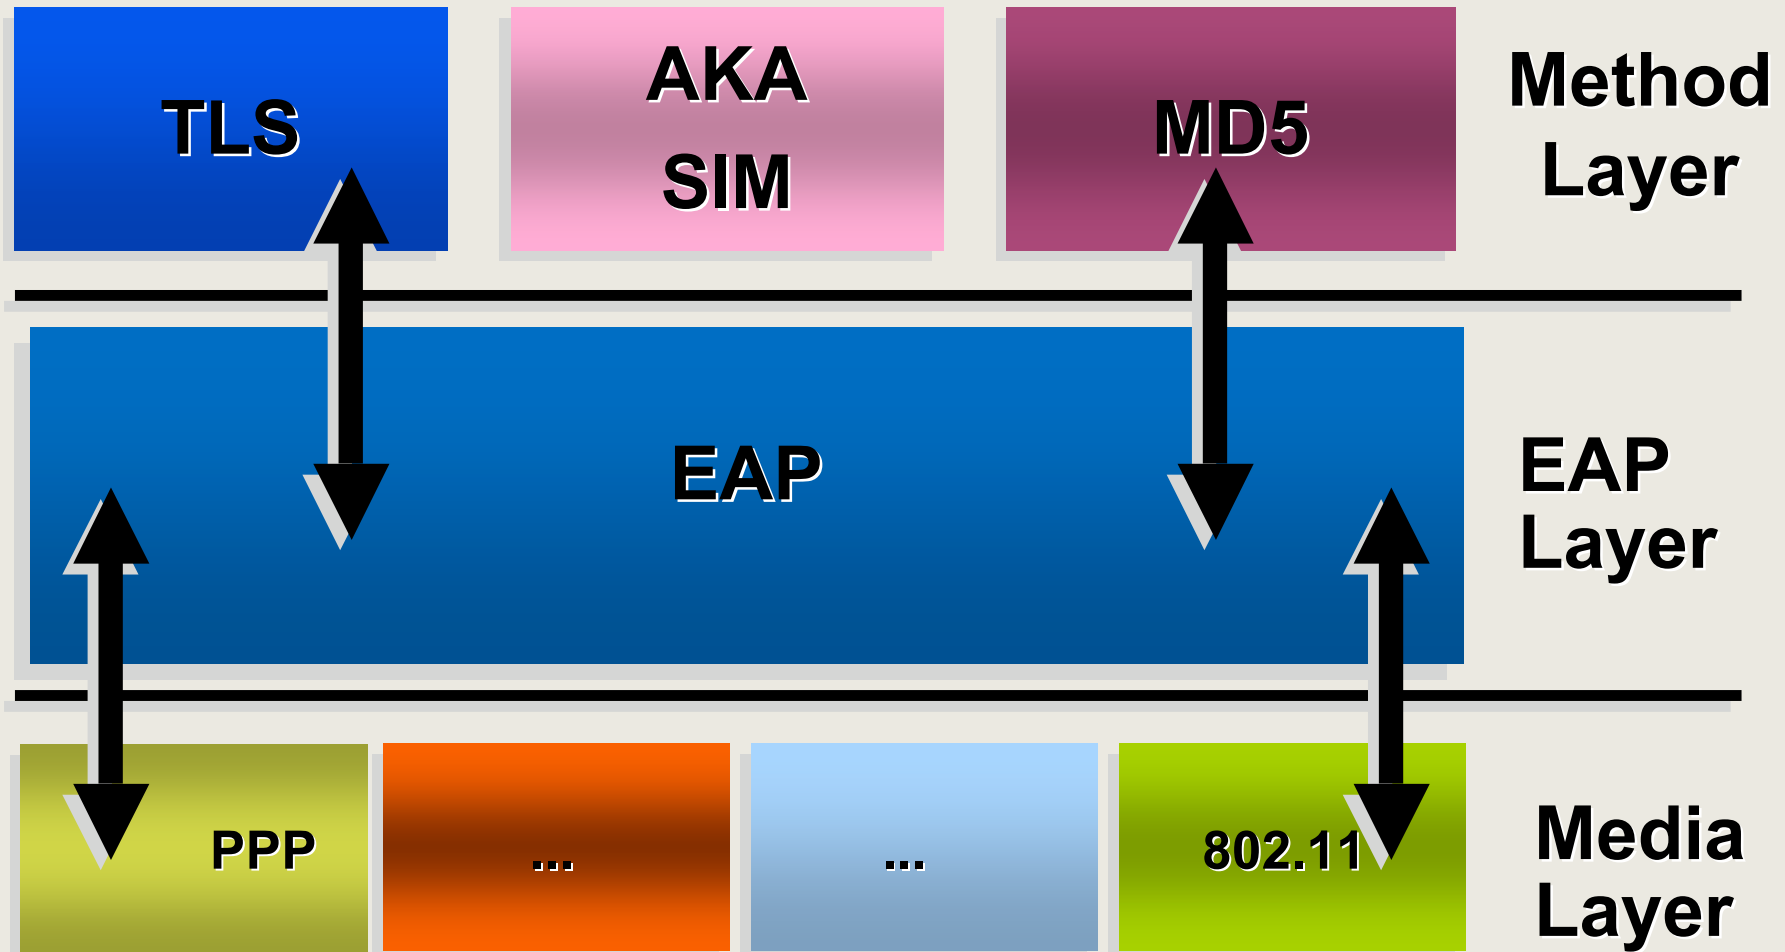 TLS
AKA
SIM
MD5
Method
Layer
EAP
EAP
Layer
PPP
...
...
802.11
Media
Layer